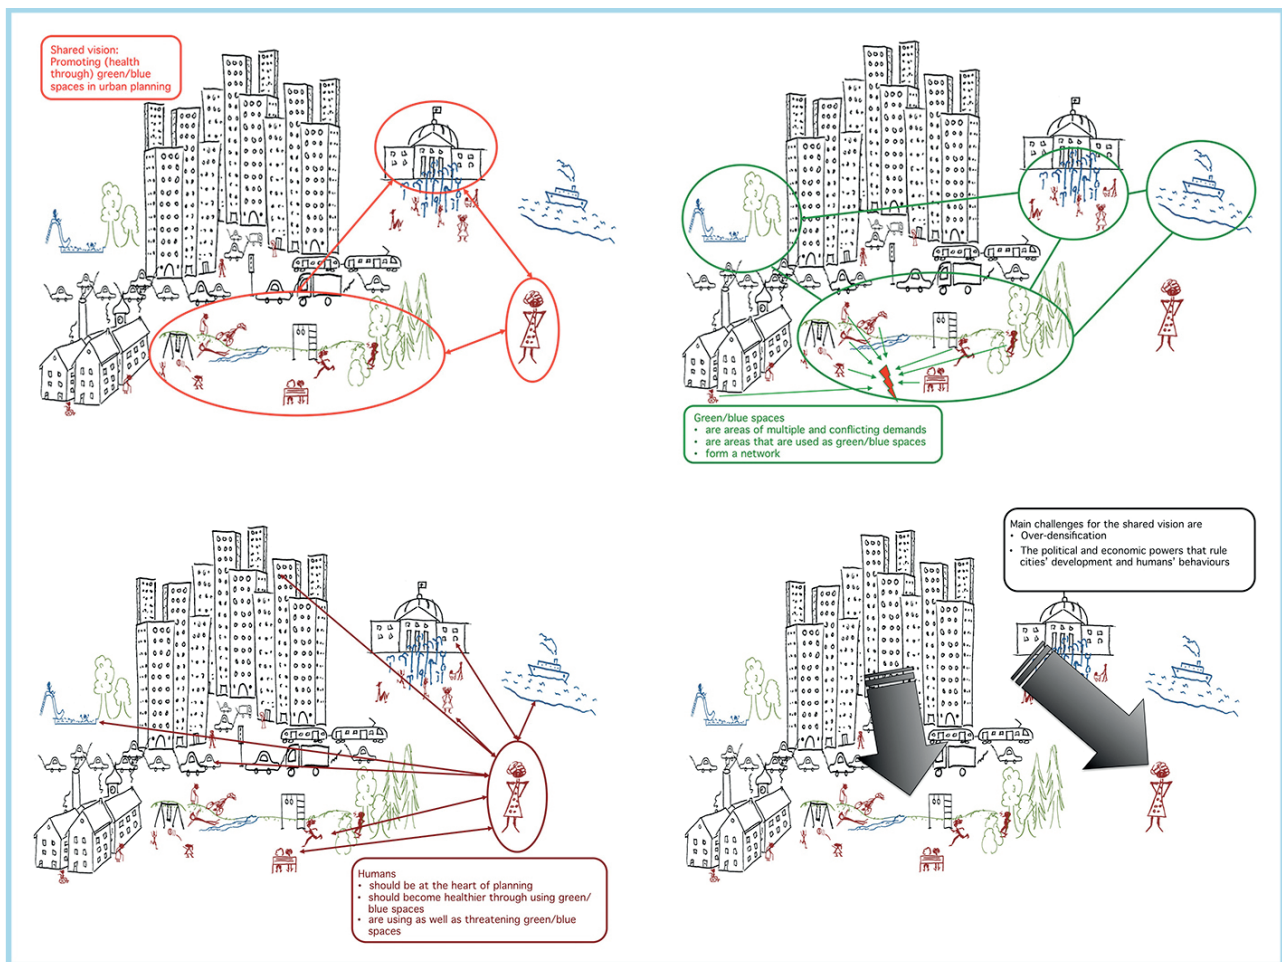 Shared vision:
Promoting (health
through) green/blue
spaces in urban planning
Green/blue spaces
• are areas of multiple and conflicting demands
• are areas that are used as green/blue spaces
• form a network
Humans
• should be at the heart of planning
• should become healthier through using green/
blue spaces
• are using as well as threatening green/blue
spaces
Main challenges for the shared vision are
• Over-densification
• The political and economic powers that rule
cities' development and humans' behaviours